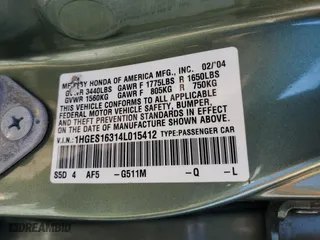 MFD BY HONDA OF AMERICA MFG., INC. 02/'04
GVWR 3440LBS GAWR F 1775LBS R 1650LBS
GVWR 1560KG GAWR F 805KG R 750KG
THIS VEHICLE CONFORMS TO ALL APPLICABLE
FEDERAL MOTOR VEHICLE SAFETY, BUMPER,
AND THEFT PREVENTION STANDARDS IN EFFECT
ON THE DATE OF MANUFACTURE SHOWN ABOVE.
V.I.N.: 1HGES16314L015412 TYPE:PASSENGER CAR
S5D 4 AF5 -G511M -Q -L
DREAMBID